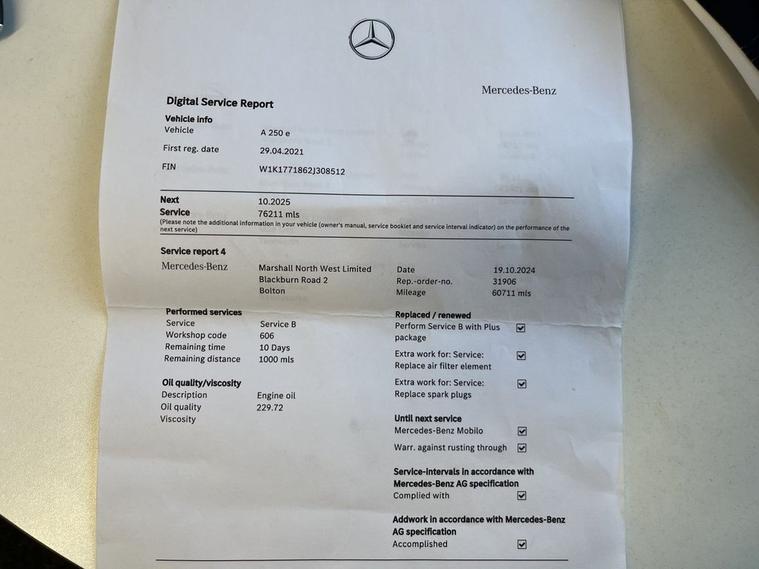 Mercedes-Benz
Digital Service Report
Vehicle info
Vehicle A 250 e
First reg. date 29.04.2021
FIN W1K1771862J308512
Next 10.2025
Service 76211 mls
(Please note the additional information in your vehicle (owner's manual, service booklet and service interval indicator) on the performance of the
next service)
Service report 4
Mercedes-Benz Marshall North West Limited Date 19.10.2024
Blackburn Road 2 Rep.-order-no. 31906
Bolton Mileage 60711 mls
Performed services
Service Service B
Workshop code 606
Remaining time 10 Days
Remaining distance 1000 mls
Oil quality/viscosity
Description Engine oil
Oil quality 229.72
Viscosity
Replaced / renewed
Perform Service B with Plus
package
Extra work for: Service:
Replace air filter element
Extra work for: Service:
Replace spark plugs
Until next service
Mercedes-Benz Mobilo
Warr. against rusting through
Service-intervals in accordance with
Mercedes-Benz AG specification
Complied with
Addwork in accordance with Mercedes-Benz
AG specification
Accomplished